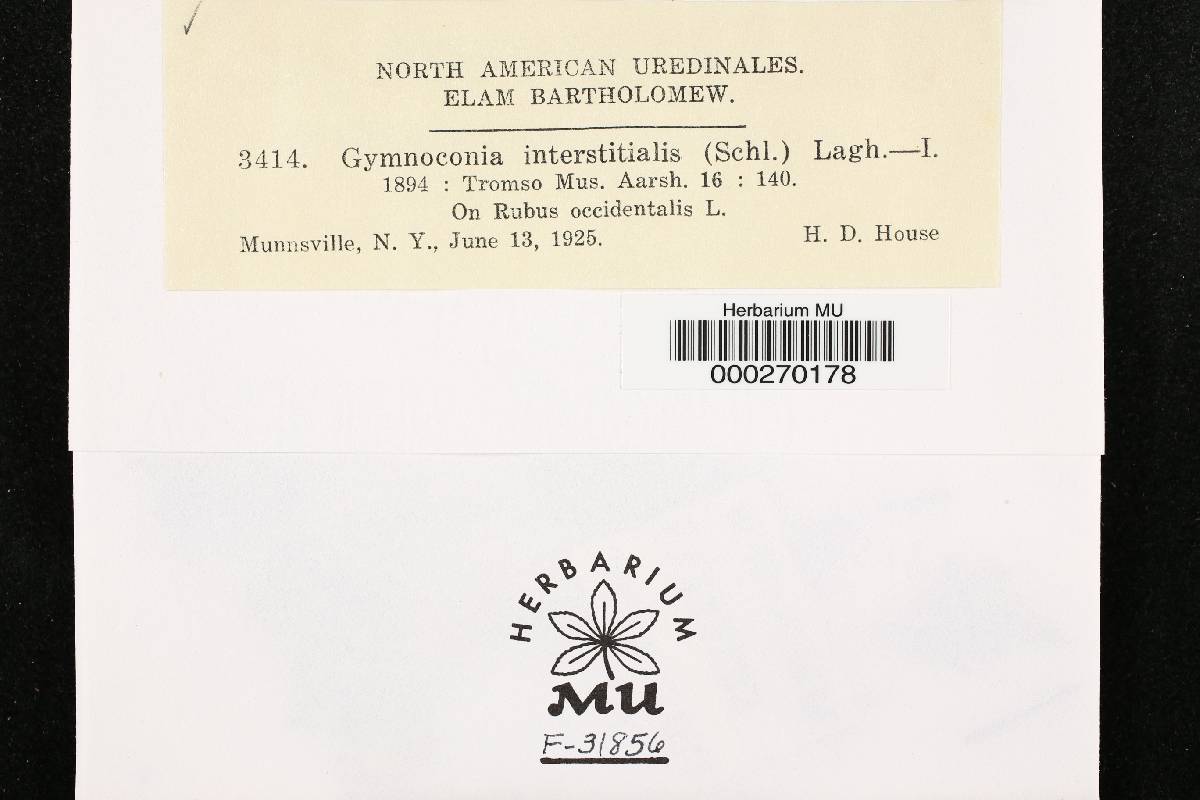 NORTH AMERICAN UREDINALES.
ELAM BARTHOLOMEW.
3414. Gymnoconia interstitialis (Schl.) Lagh.—I.
1894 : Tromso Mus. Aarsh. 16 : 140.
On Rubus occidentalis L.
Munnsville, N. Y., June 13, 1925. H. D. House
Herbarium MU
000270178
HERBARIUM
MU
F-31856